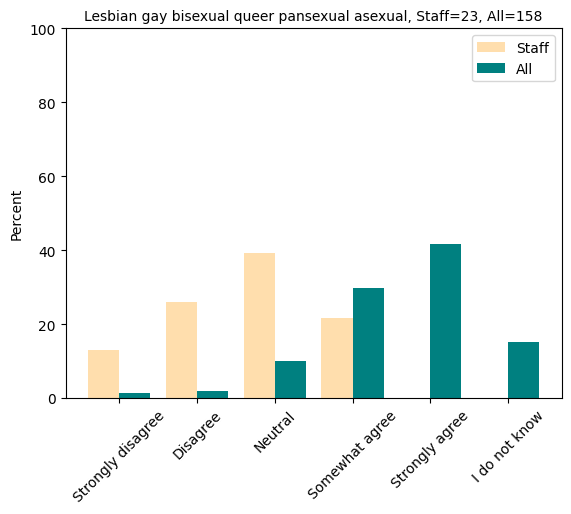 Lesbian gay bisexual queer pansexual asexual, Staff=23, All=158
100
80
60
40
20
0
Percent
Staff
All
Strongly disagree
Disagree
Neutral
Somewhat agree
Strongly agree
I do not know